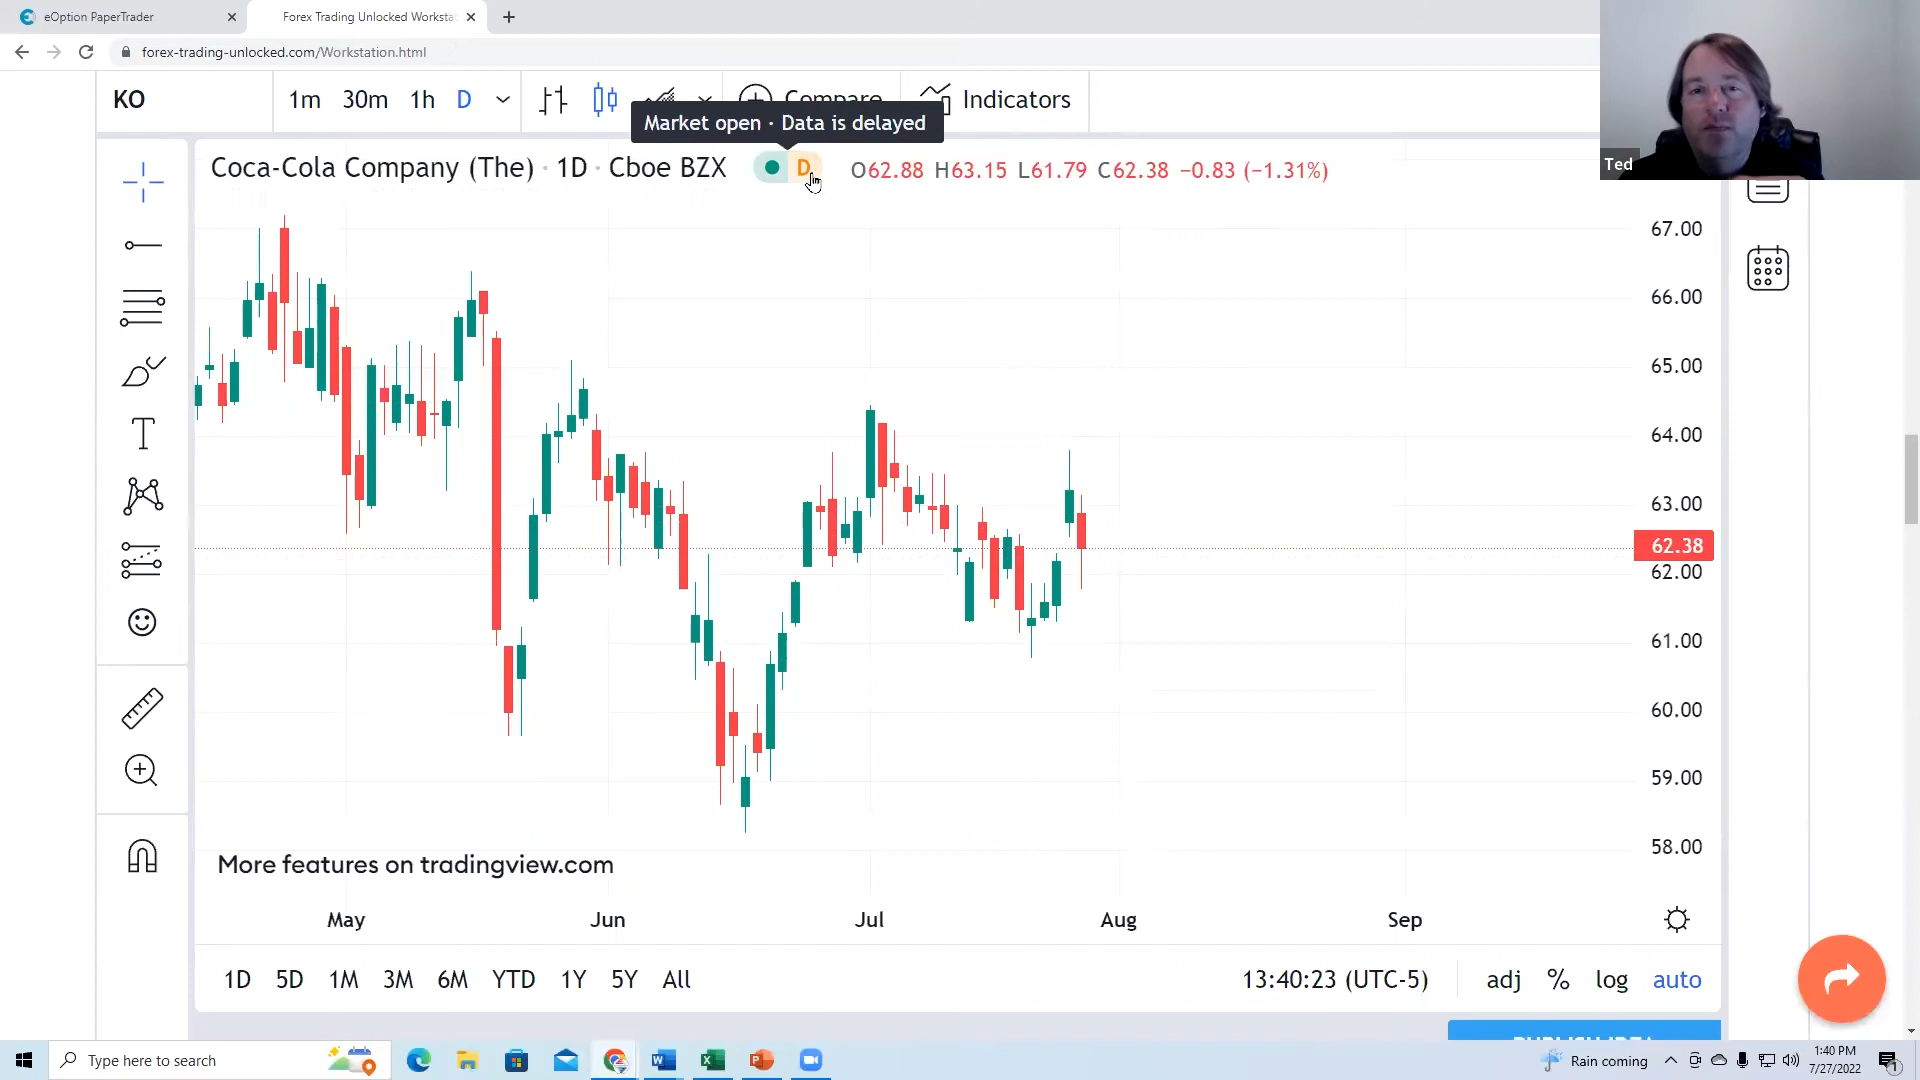 eOption PaperTrader
Forex Trading Unlocked Worksta
forex-trading-unlocked.com/Workstation.html
KO
1m 30m 1h D
Compare
Indicators
Market open · Data is delayed
Ted
Coca-Cola Company (The) · 1D · Cboe BZX
D
O62.88 H63.15 L61.79 C62.38 −0.83 (−1.31%)
67.00
66.00
65.00
64.00
63.00
62.38
62.00
61.00
60.00
59.00
58.00
More features on tradingview.com
May Jun Jul Aug Sep
1D 5D 1M 3M 6M YTD 1Y 5Y All
13:40:23 (UTC-5) adj % log auto
Type here to search
Rain coming
1:40 PM
7/27/2022